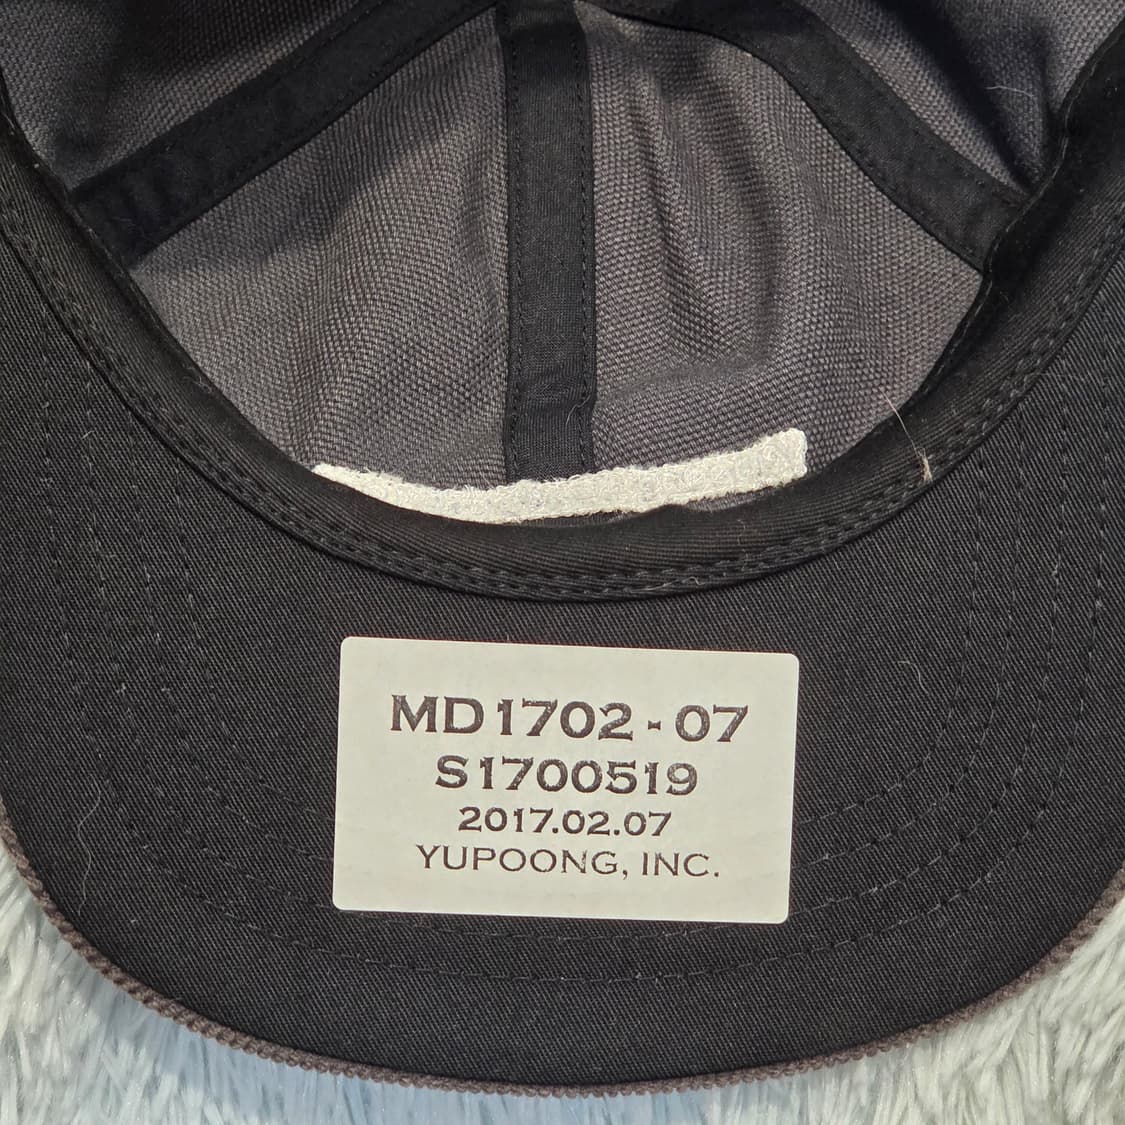 MD1702-07
S1700519
2017.02.07
YUPOONG, INC.